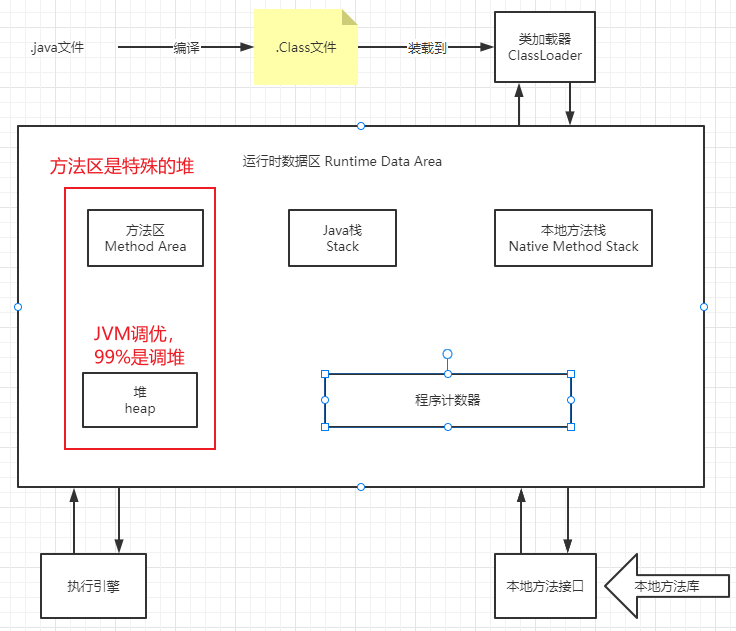 .java文件
编译
.Class文件
装载到
类加载器
ClassLoader
方法区是特殊的堆
运行时数据区 Runtime Data Area
方法区
Method Area
Java栈
Stack
本地方法栈
Native Method Stack
JVM调优，
99%是调堆
堆
heap
程序计数器
执行引擎
本地方法接口
本地方法库